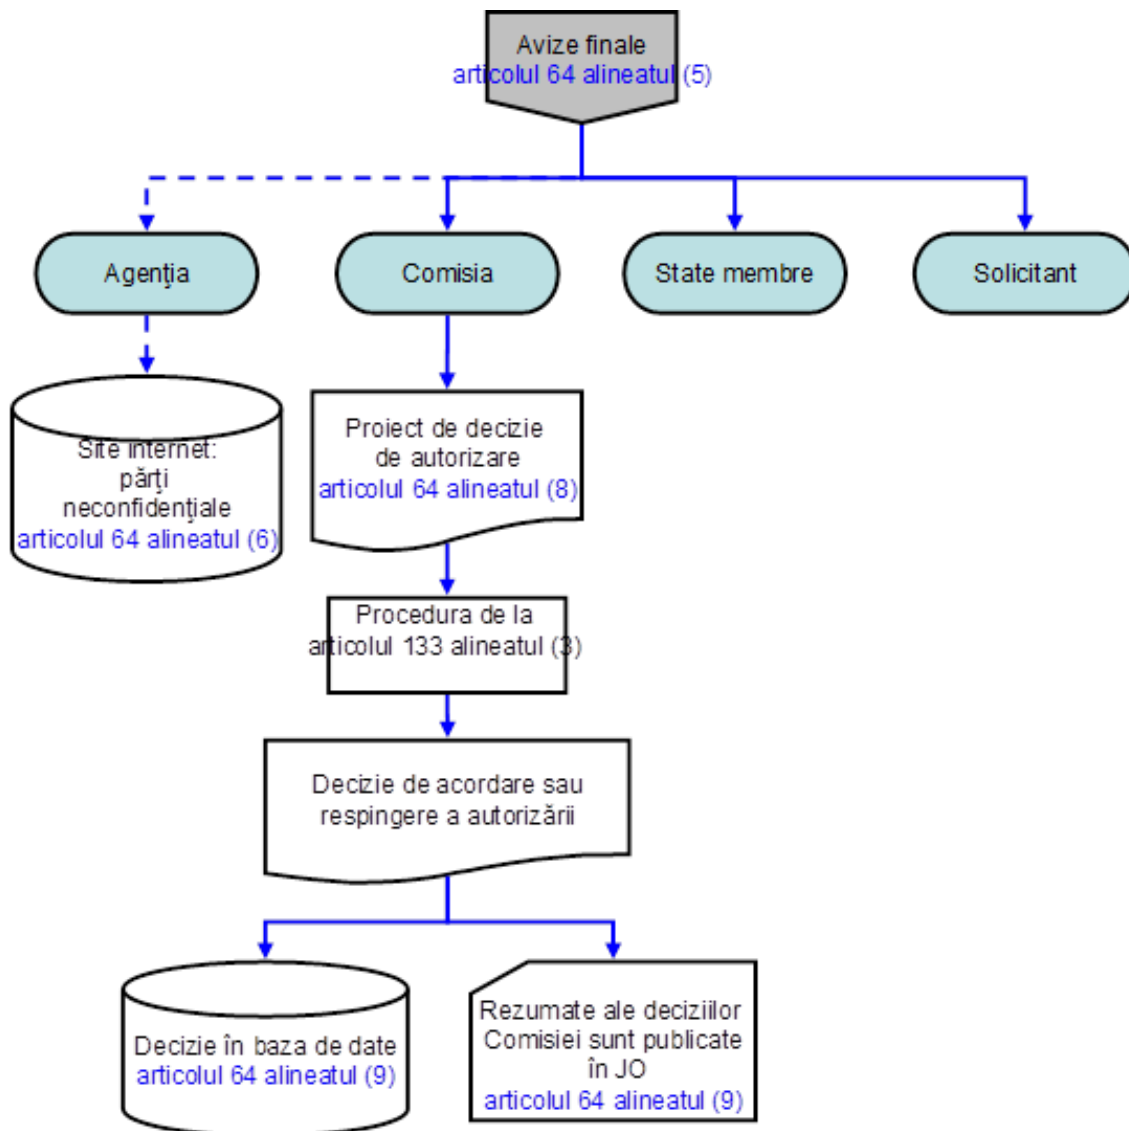 Avize finale
articolul 64 alineatul (5)
Agenţia
Comisia
State membre
Solicitant
Site internet:
părţi
neconfidenţiale
articolul 64 alineatul (6)
Proiect de decizie
de autorizare
articolul 64 alineatul (8)
Procedura de la
articolul 133 alineatul (3)
Decizie de acordare sau
respingere a autorizării
Decizie în baza de date
articolul 64 alineatul (9)
Rezumate ale deciziilor
Comisiei sunt publicate
în JO
articolul 64 alineatul (9)